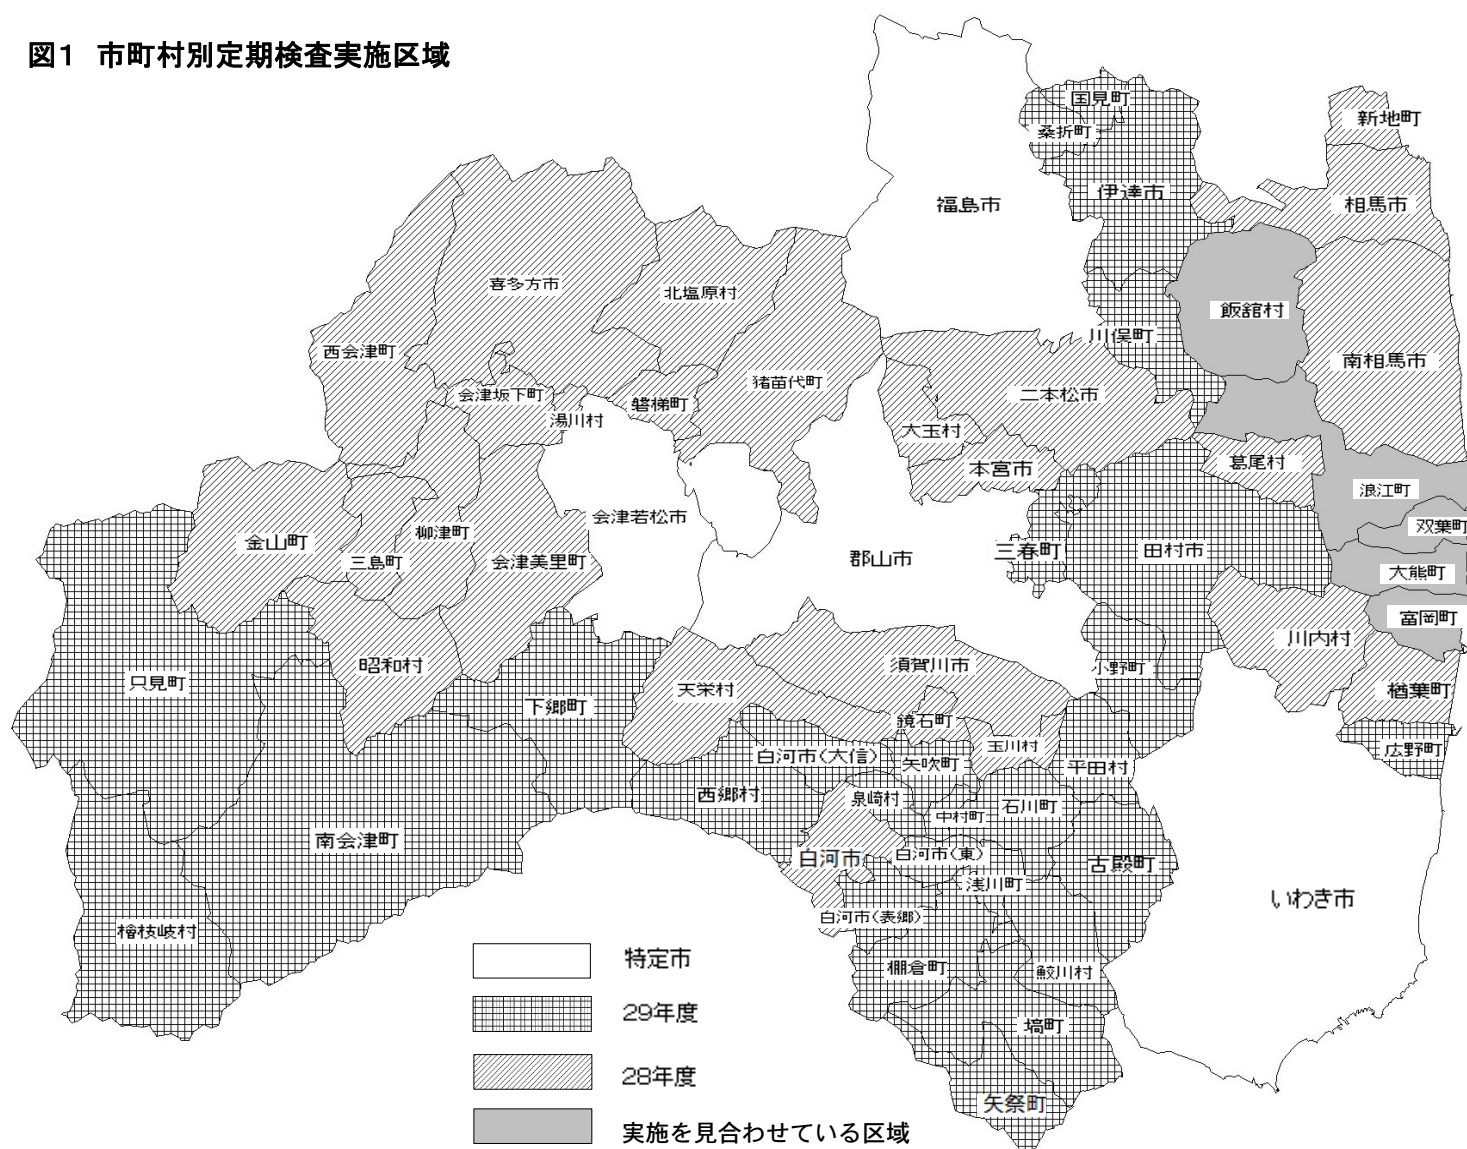 図1 市町村別定期検査実施区域
国見町
新地町
桑折町
伊達市
福島市
相馬市
喜多方市
北塩原村
飯舘村
川俣町
西会津町
南相馬市
猪苗代町
二本松市
会津坂下町
磐梯町
湯川村
大玉村
本宮市
葛尾村
浪江町
会津若松市
双葉町
柳津町
金山町
三島町
会津美里町
郡山市
三春町
田村市
大熊町
富岡町
川内村
昭和村
須賀川市
小野町
只見町
天栄村
楢葉町
下郷町
鏡石町
玉川村
広野町
白河市(大信)
矢吹町
平田村
西郷村
泉崎村
石川町
中村町
南会津町
白河市
白河市(東)
古殿町
浅川町
いわき市
白河市(表郷)
檜枝岐村
棚倉町
鮫川村
塙町
矢祭町
特定市
29年度
28年度
実施を見合わせている区域